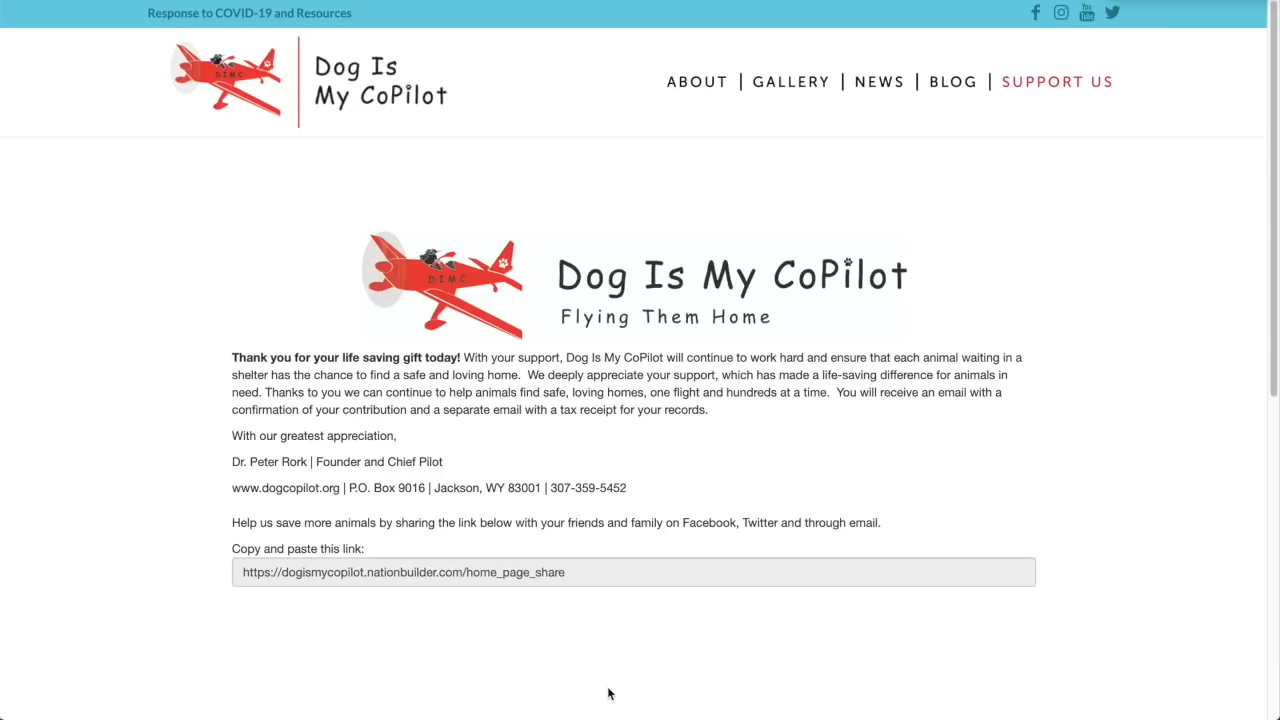 Response to COVID-19 and Resources
You Tube
DIMC
Dog Is
My CoPilot
ABOUT | GALLERY | NEWS | BLOG | SUPPORT US
DIMC
Dog Is My CoPilot
Flying Them Home
Thank you for your life saving gift today! With your support, Dog Is My CoPilot will continue to work hard and ensure that each animal waiting in a
shelter has the chance to find a safe and loving home. We deeply appreciate your support, which has made a life-saving difference for animals in
need. Thanks to you we can continue to help animals find safe, loving homes, one flight and hundreds at a time. You will receive an email with a
confirmation of your contribution and a separate email with a tax receipt for your records.
With our greatest appreciation,
Dr. Peter Rork | Founder and Chief Pilot
www.dogcopilot.org | P.O. Box 9016 | Jackson, WY 83001 | 307-359-5452
Help us save more animals by sharing the link below with your friends and family on Facebook, Twitter and through email.
Copy and paste this link:
https://dogismycopilot.nationbuilder.com/home_page_share